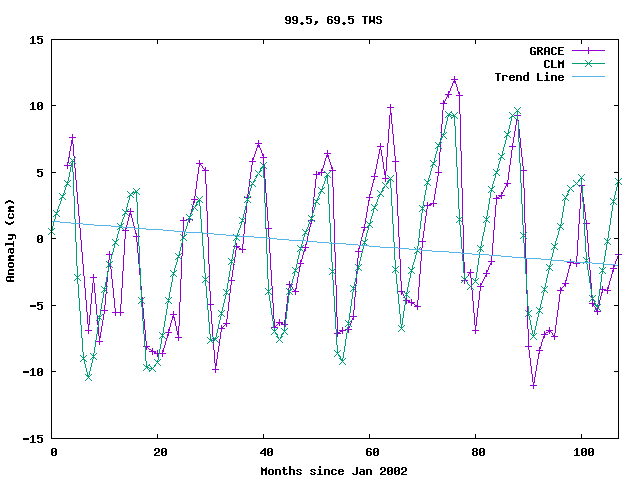 99.5, 69.5 TWS
GRACE
CLM
Trend Line
15
10
5
0
-5
-10
-15
Anomaly (cm)
0 20 40 60 80 100
Months since Jan 2002